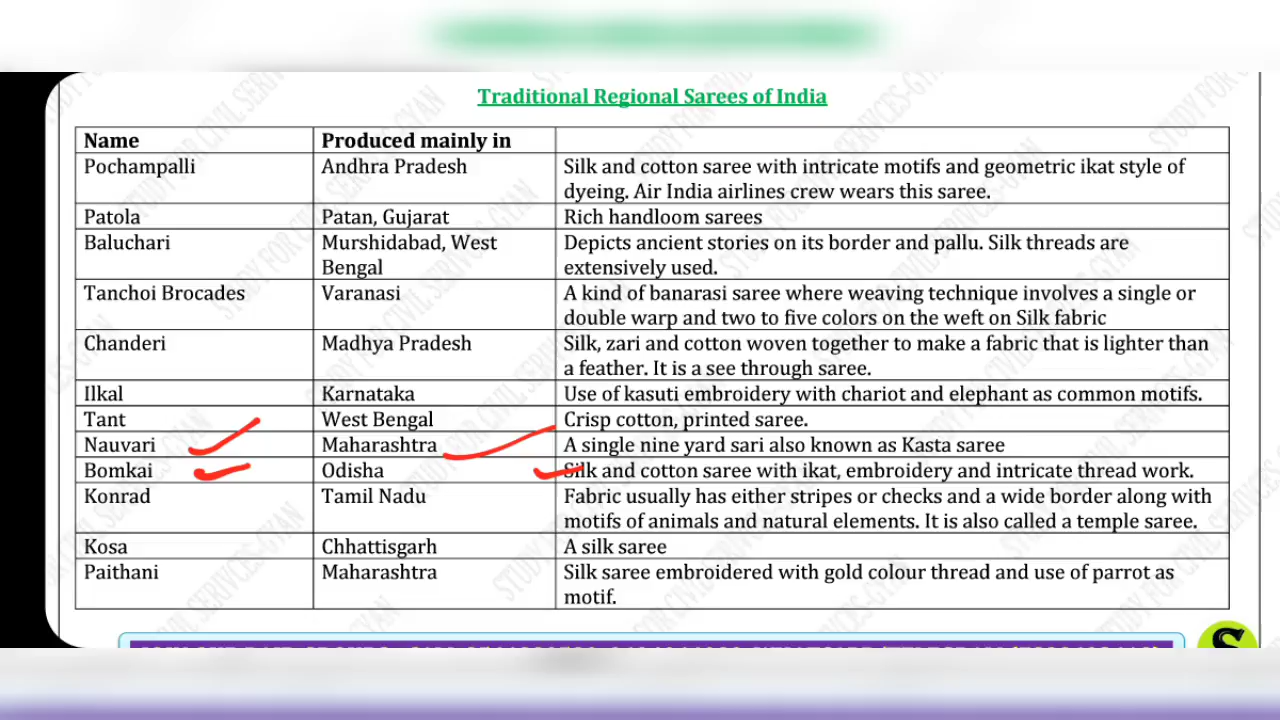 Traditional Regional Sarees of India
Name Produced mainly in
Pochampalli Andhra Pradesh Silk and cotton saree with intricate motifs and geometric ikat style of
dyeing. Air India airlines crew wears this saree.
Patola Patan, Gujarat Rich handloom sarees
Baluchari Murshidabad, West Depicts ancient stories on its border and pallu. Silk threads are
Bengal extensively used.
Tanchoi Brocades Varanasi A kind of banarasi saree where weaving technique involves a single or
double warp and two to five colors on the weft on Silk fabric
Chanderi Madhya Pradesh Silk, zari and cotton woven together to make a fabric that is lighter than
a feather. It is a see through saree.
Ilkal Karnataka Use of kasuti embroidery with chariot and elephant as common motifs.
Tant West Bengal Crisp cotton, printed saree.
Nauvari Maharashtra A single nine yard sari also known as Kasta saree
Bomkai Odisha Silk and cotton saree with ikat, embroidery and intricate thread work.
Konrad Tamil Nadu Fabric usually has either stripes or checks and a wide border along with
motifs of animals and natural elements. It is also called a temple saree.
Kosa Chhattisgarh A silk saree
Paithani Maharashtra Silk saree embroidered with gold colour thread and use of parrot as
motif.
STUDY FOR CIVIL SERIVCES-GYAN
S